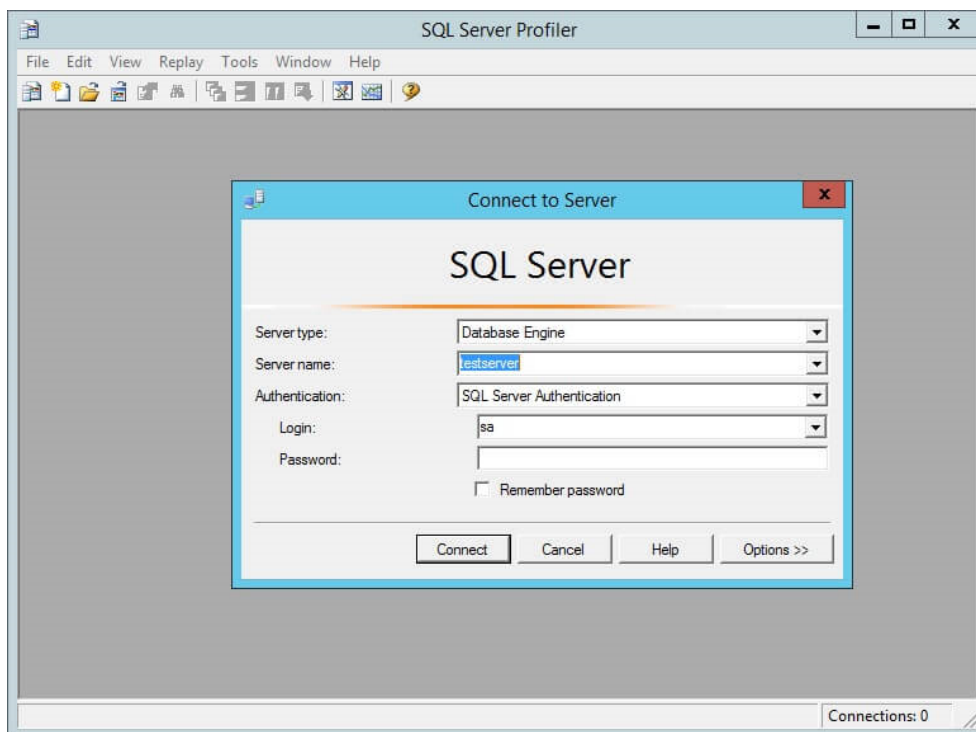 SQL Server Profiler
File Edit View Replay Tools Window Help
Connect to Server
SQL Server
Server type: Database Engine
Server name: testserver
Authentication: SQL Server Authentication
Login: sa
Password:
Remember password
Connect Cancel Help Options >>
Connections: 0